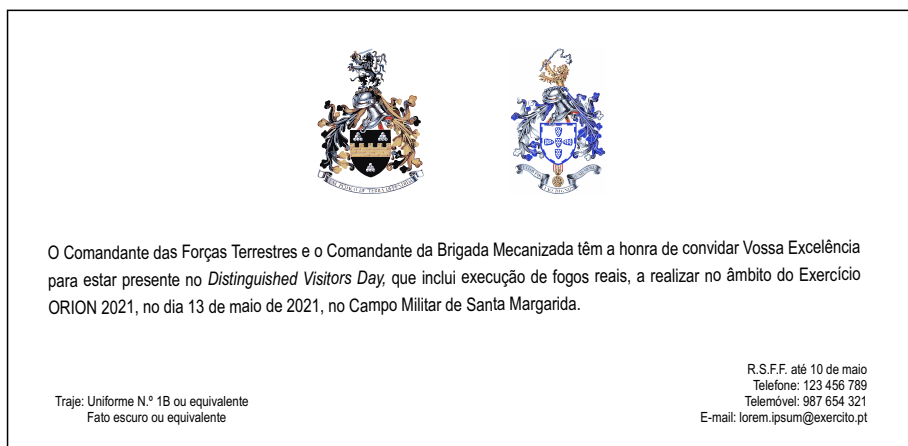 O Comandante das Forças Terrestres e o Comandante da Brigada Mecanizada têm a honra de convidar Vossa Excelência
para estar presente no Distinguished Visitors Day, que inclui execução de fogos reais, a realizar no âmbito do Exercício
ORION 2021, no dia 13 de maio de 2021, no Campo Militar de Santa Margarida.
R.S.F.F. até 10 de maio
Telefone: 123 456 789
Traje: Uniforme N.º 1B ou equivalente
Telemóvel: 987 654 321
Fato escuro ou equivalente
E-mail: lorem.ipsum@exercito.pt